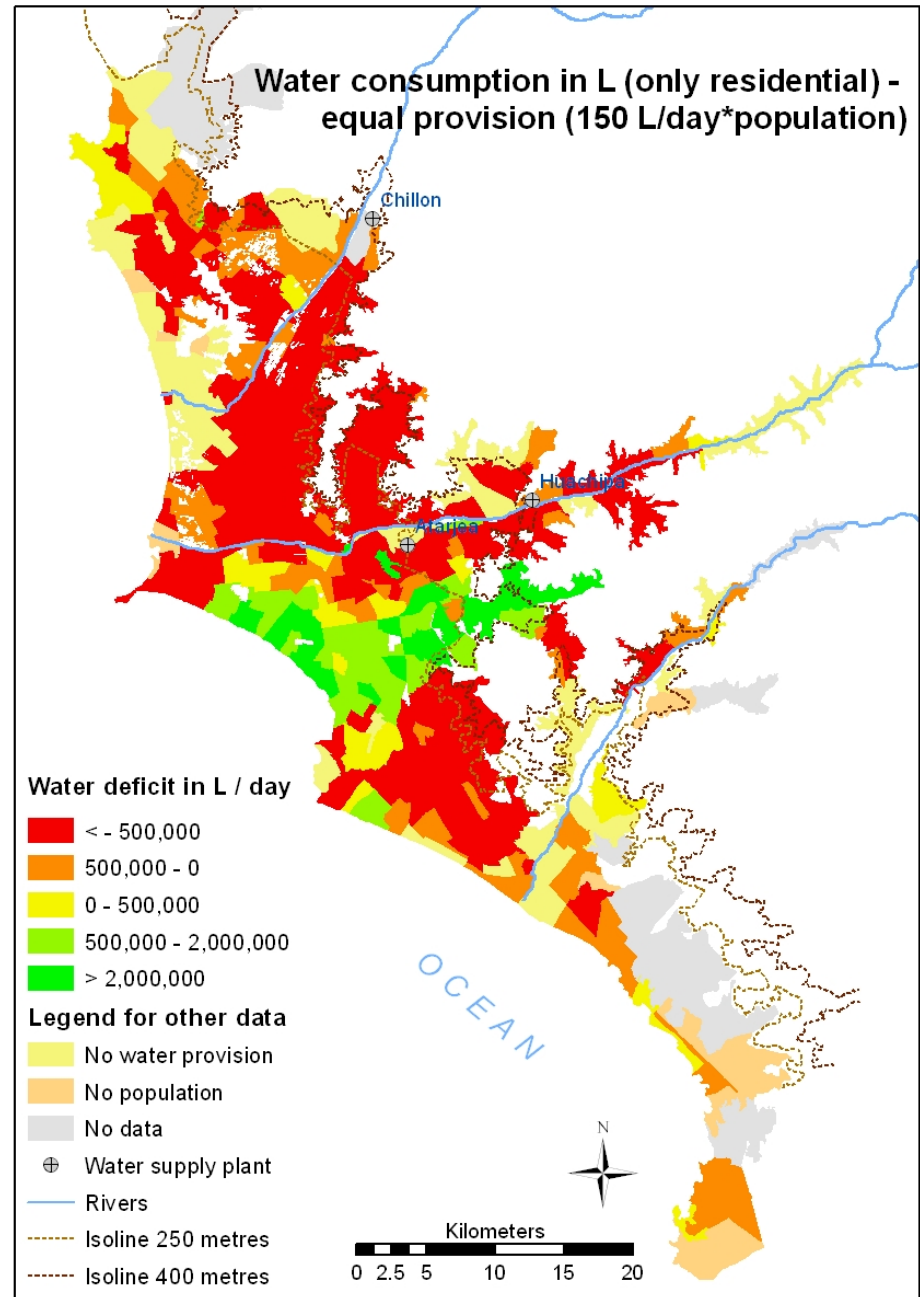 Water consumption in L (only residential) -
equal provision (150 L/day*population)
Chillon
Huachipa
Atarjea
Water deficit in L / day
< - 500,000
500,000 - 0
0 - 500,000
500,000 - 2,000,000
> 2,000,000
Legend for other data
No water provision
No population
No data
Water supply plant
Rivers
Isoline 250 metres
Isoline 400 metres
OCEAN
N
Kilometers
0 2.5 5 10 15 20